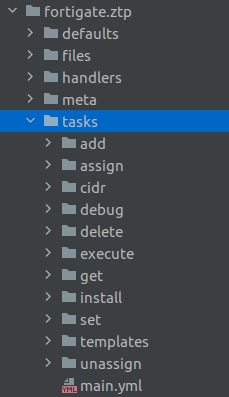 fortigate.ztp
defaults
files
handlers
meta
tasks
add
assign
cidr
debug
delete
execute
get
install
set
templates
unassign
YML main.yml